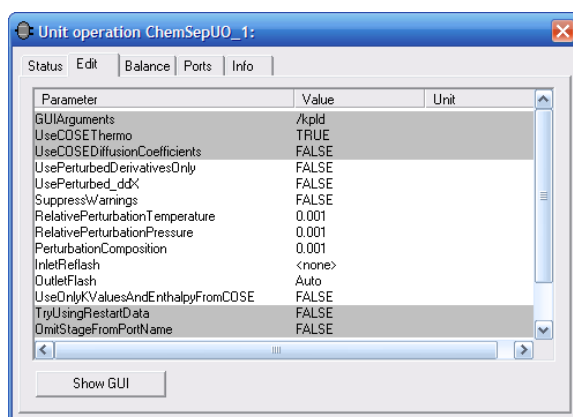 Unit operation ChemSepUO_1:
Status Edit Balance Ports Info
Parameter Value Unit
GUIArguments /kpld
UseCOSEThermo TRUE
UseCOSEDiffusionCoefficients FALSE
UsePerturbedDerivativesOnly FALSE
UsePerturbed_ddX FALSE
SuppressWarnings FALSE
RelativePerturbationTemperature 0.001
RelativePerturbationPressure 0.001
PerturbationComposition 0.001
InletReflash <none>
OutletFlash Auto
UseOnlyKValuesAndEnthalpyFromCOSE FALSE
TryUsingRestartData FALSE
OmitStageFromPortName FALSE
Show GUI